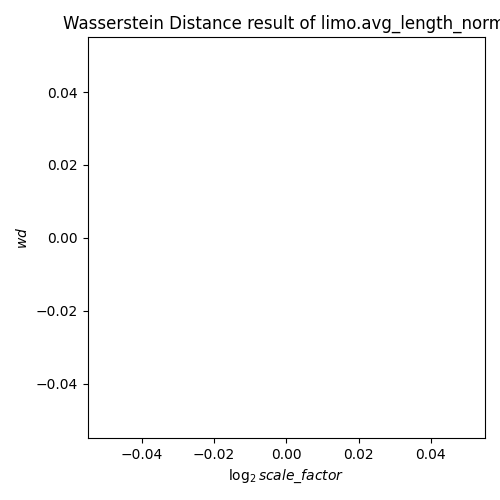 Wasserstein Distance result of limo.avg_length_norm
0.04
0.02
0.00
−0.02
−0.04
wd
−0.04 −0.02 0.00 0.02 0.04
log₂ scale_factor